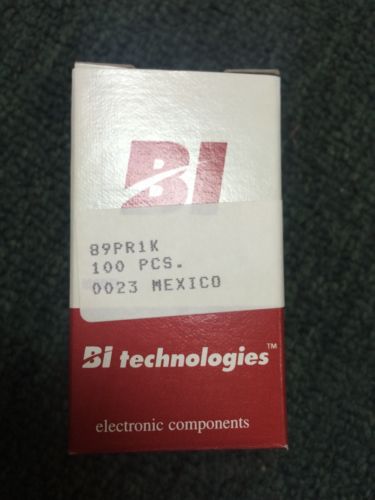 BI
89PR1K
100 PCS.
0023 MEXICO
BI technologies™
electronic components